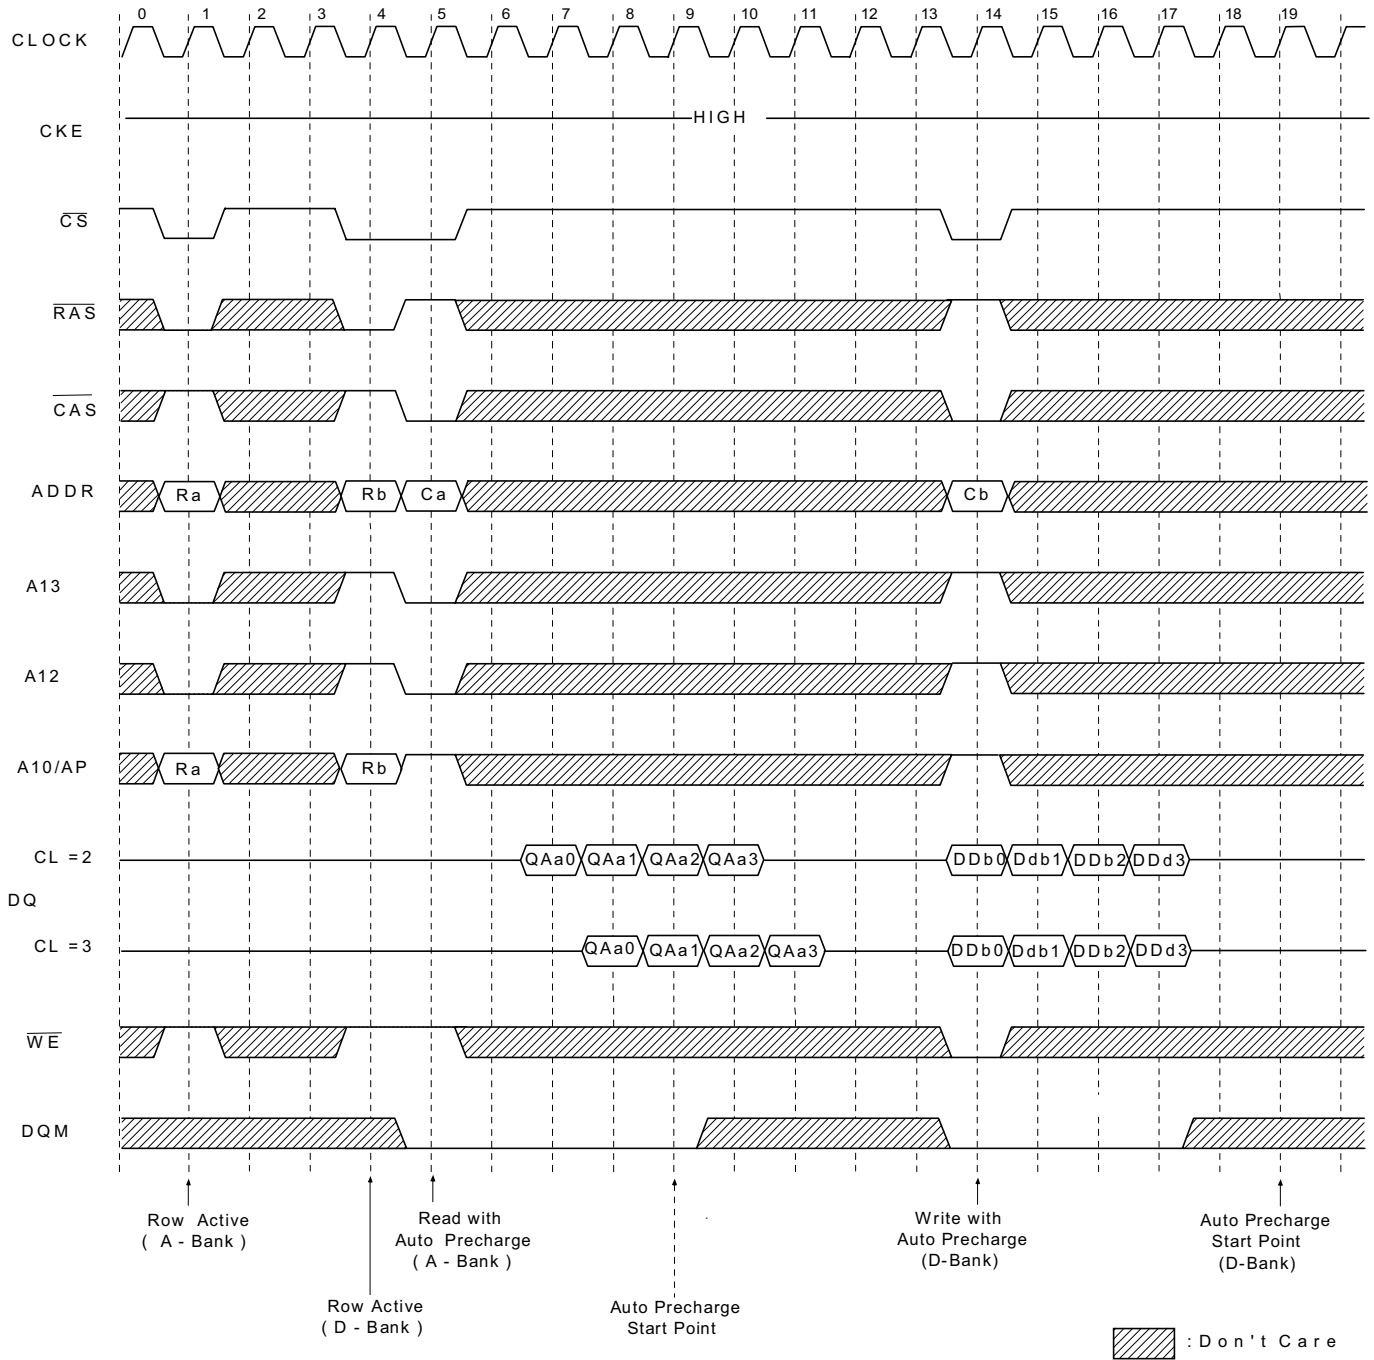 0 1 2 3 4 5 6 7 8 9 10 11 12 13 14 15 16 17 18 19
CLOCK
CKE HIGH
CS
RAS
CAS
ADDR Ra Rb Ca Cb
A13
A12
A10/AP Ra Rb
CL =2 QAa0 QAa1 QAa2 QAa3 DDb0 Ddb1 DDb2 DDd3
DQ
CL =3 QAa0 QAa1 QAa2 QAa3 DDb0 Ddb1 DDb2 DDd3
WE
DQM
Row Active
( A - Bank )
Read with
Auto Precharge
( A - Bank )
Write with
Auto Precharge
(D-Bank)
Auto Precharge
Start Point
(D-Bank)
Row Active
( D - Bank )
Auto Precharge
Start Point
: Don't Care